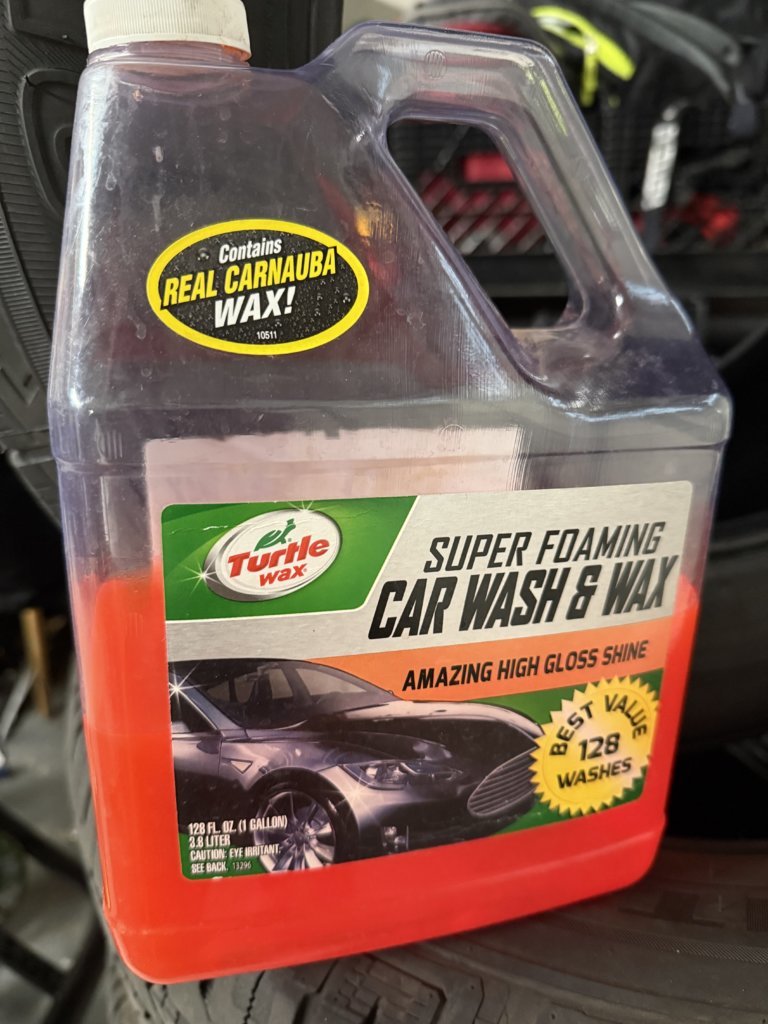 Contains
REAL CARNAUBA
WAX!
10511
Turtle
wax
SUPER FOAMING
CAR WASH & WAX
AMAZING HIGH GLOSS SHINE
BEST VALUE
128
WASHES
128 FL. OZ. (1 GALLON)
3.8 LITER
CAUTION: EYE IRRITANT.
SEE BACK. 13296